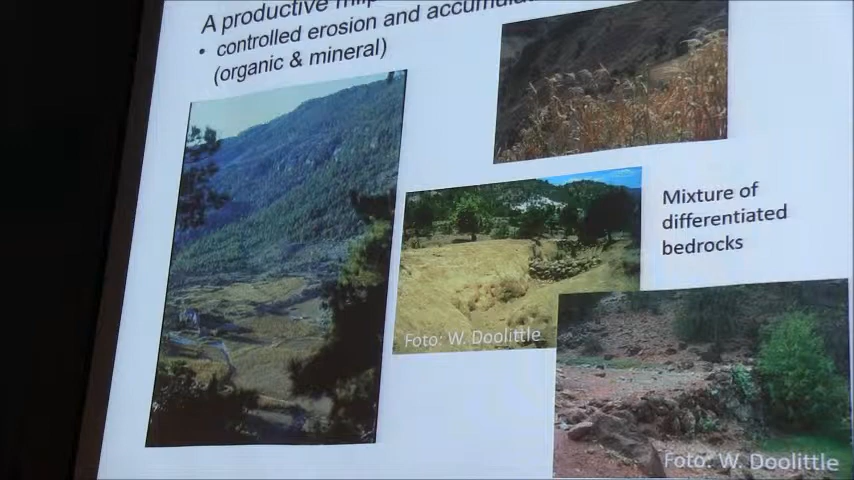 A productive
• controlled erosion and
(organic & mineral)
Mixture of
differentiated
bedrocks
Foto: W. Doolittle
Foto: W. Doolittle